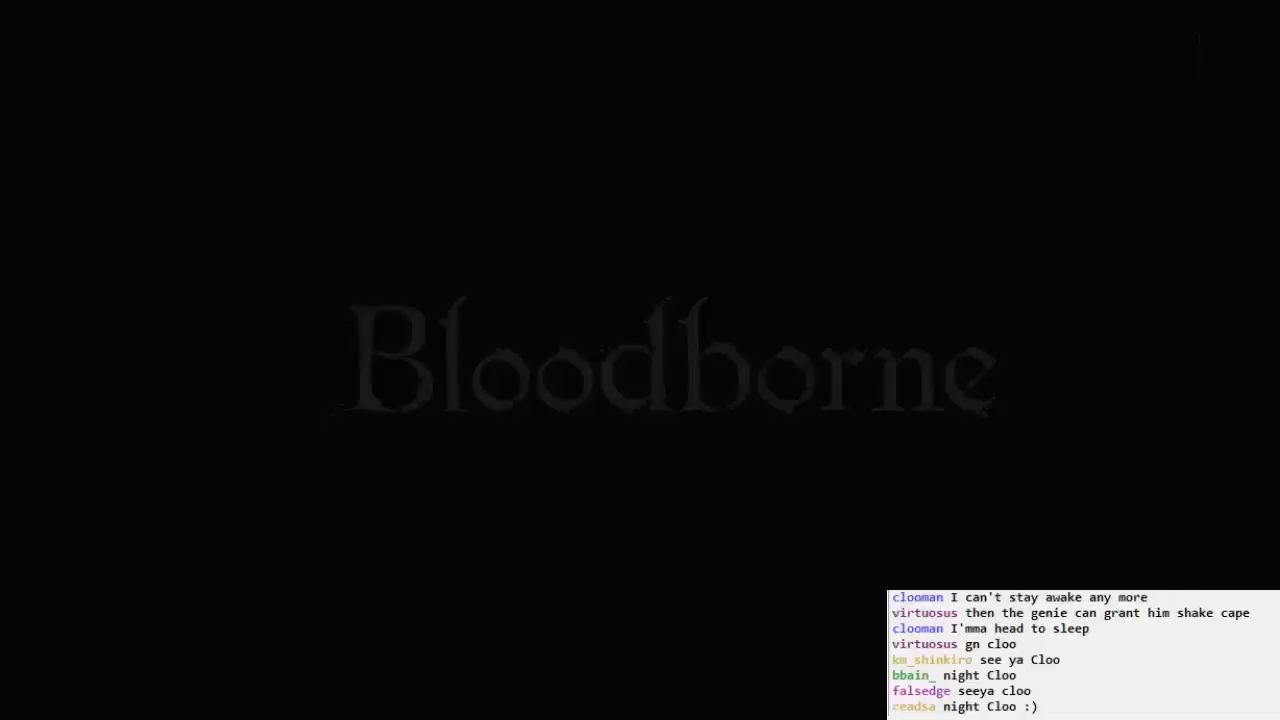 Bloodborne
clooman I can't stay awake any more
virtuosus then the genie can grant him shake cape
clooman I'mma head to sleep
virtuosus gn cloo
km_shinkiro see ya Cloo
bbain_ night Cloo
falsedge seeya cloo
readsa night Cloo :)